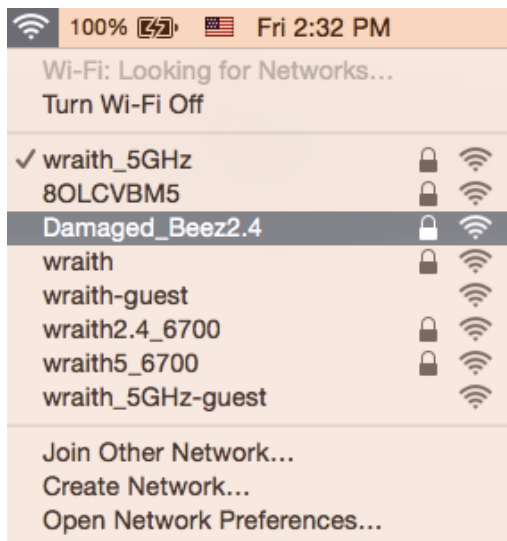 100% Fri 2:32 PM
Wi-Fi: Looking for Networks...
Turn Wi-Fi Off
wraith_5GHz
8OLCVBM5
Damaged_Beez2.4
wraith
wraith-guest
wraith2.4_6700
wraith5_6700
wraith_5GHz-guest
Join Other Network...
Create Network...
Open Network Preferences...